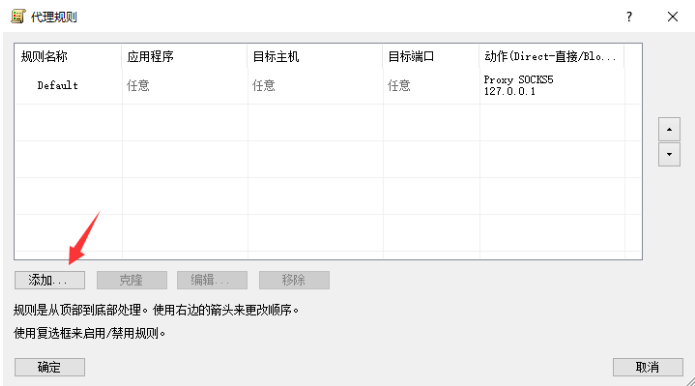 代理规则
?
规则名称 应用程序 目标主机 目标端口 动作(Direct-直接/Blo...
Default 任意 任意 任意 Proxy SOCKS5
127.0.0.1
添加... 克隆 编辑... 移除
规则是从顶部到底部处理。使用右边的箭头来更改顺序。
使用复选框来启用/禁用规则。
确定 取消